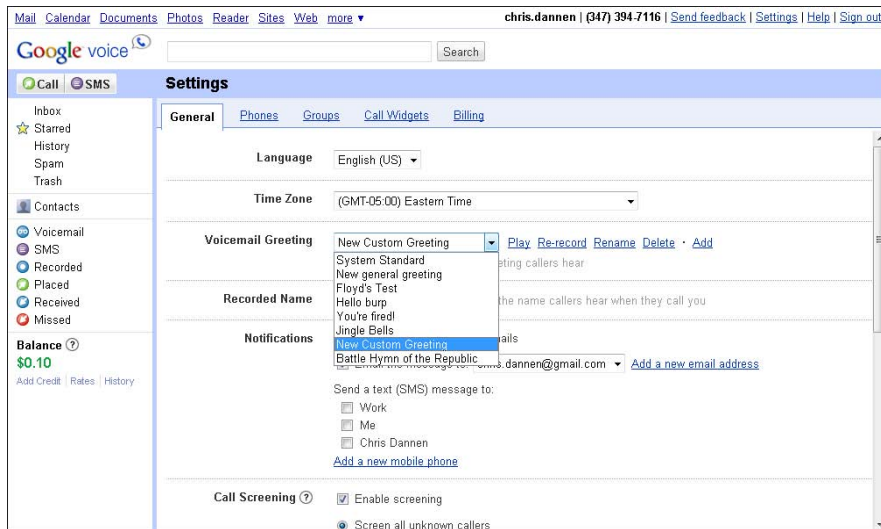 Mail Calendar Documents Photos Reader Sites Web more ▼ chris.dannen | (347) 394-7116 | Send feedback | Settings | Help | Sign out
Google voice Search
Call SMS Settings
Inbox
Starred
History
Spam
Trash
Contacts
Voicemail
SMS
Recorded
Placed
Received
Missed
Balance ?
$0.10
Add Credit | Rates | History
General Phones Groups Call Widgets Billing
Language English (US)
Time Zone (GMT-05:00) Eastern Time
Voicemail Greeting New Custom Greeting Play Re-record Rename Delete · Add
System Standard
New general greeting
Floyd's Test
Hello burp
You're fired!
Jingle Bells
New Custom Greeting
Battle Hymn of the Republic
callers hear
Recorded Name the name callers hear when they call you
Notifications
Email the message to: chris.dannen@gmail.com Add a new email address
Send a text (SMS) message to:
Work
Me
Chris Dannen
Add a new mobile phone
Call Screening ? Enable screening
Screen all unknown callers